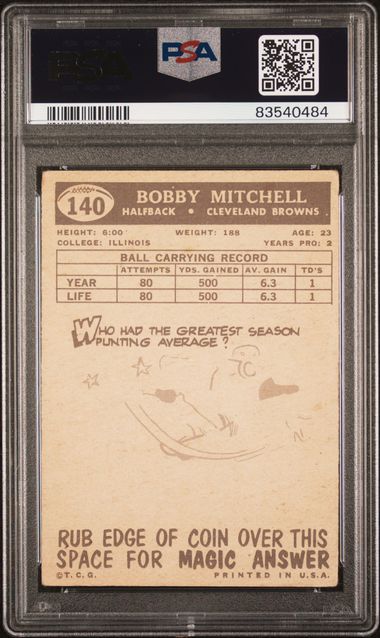 PSA
PSA
83540484
140
BOBBY MITCHELL
HALFBACK • CLEVELAND BROWNS
HEIGHT: 6:00 WEIGHT: 188 AGE: 23
COLLEGE: ILLINOIS YEARS PRO: 2
BALL CARRYING RECORD
ATTEMPTS YDS. GAINED AV. GAIN TD'S
YEAR 80 500 6.3 1
LIFE 80 500 6.3 1
WHO HAD THE GREATEST SEASON
PUNTING AVERAGE?
C
RUB EDGE OF COIN OVER THIS
SPACE FOR MAGIC ANSWER
©T.C.G. PRINTED IN U.S.A.